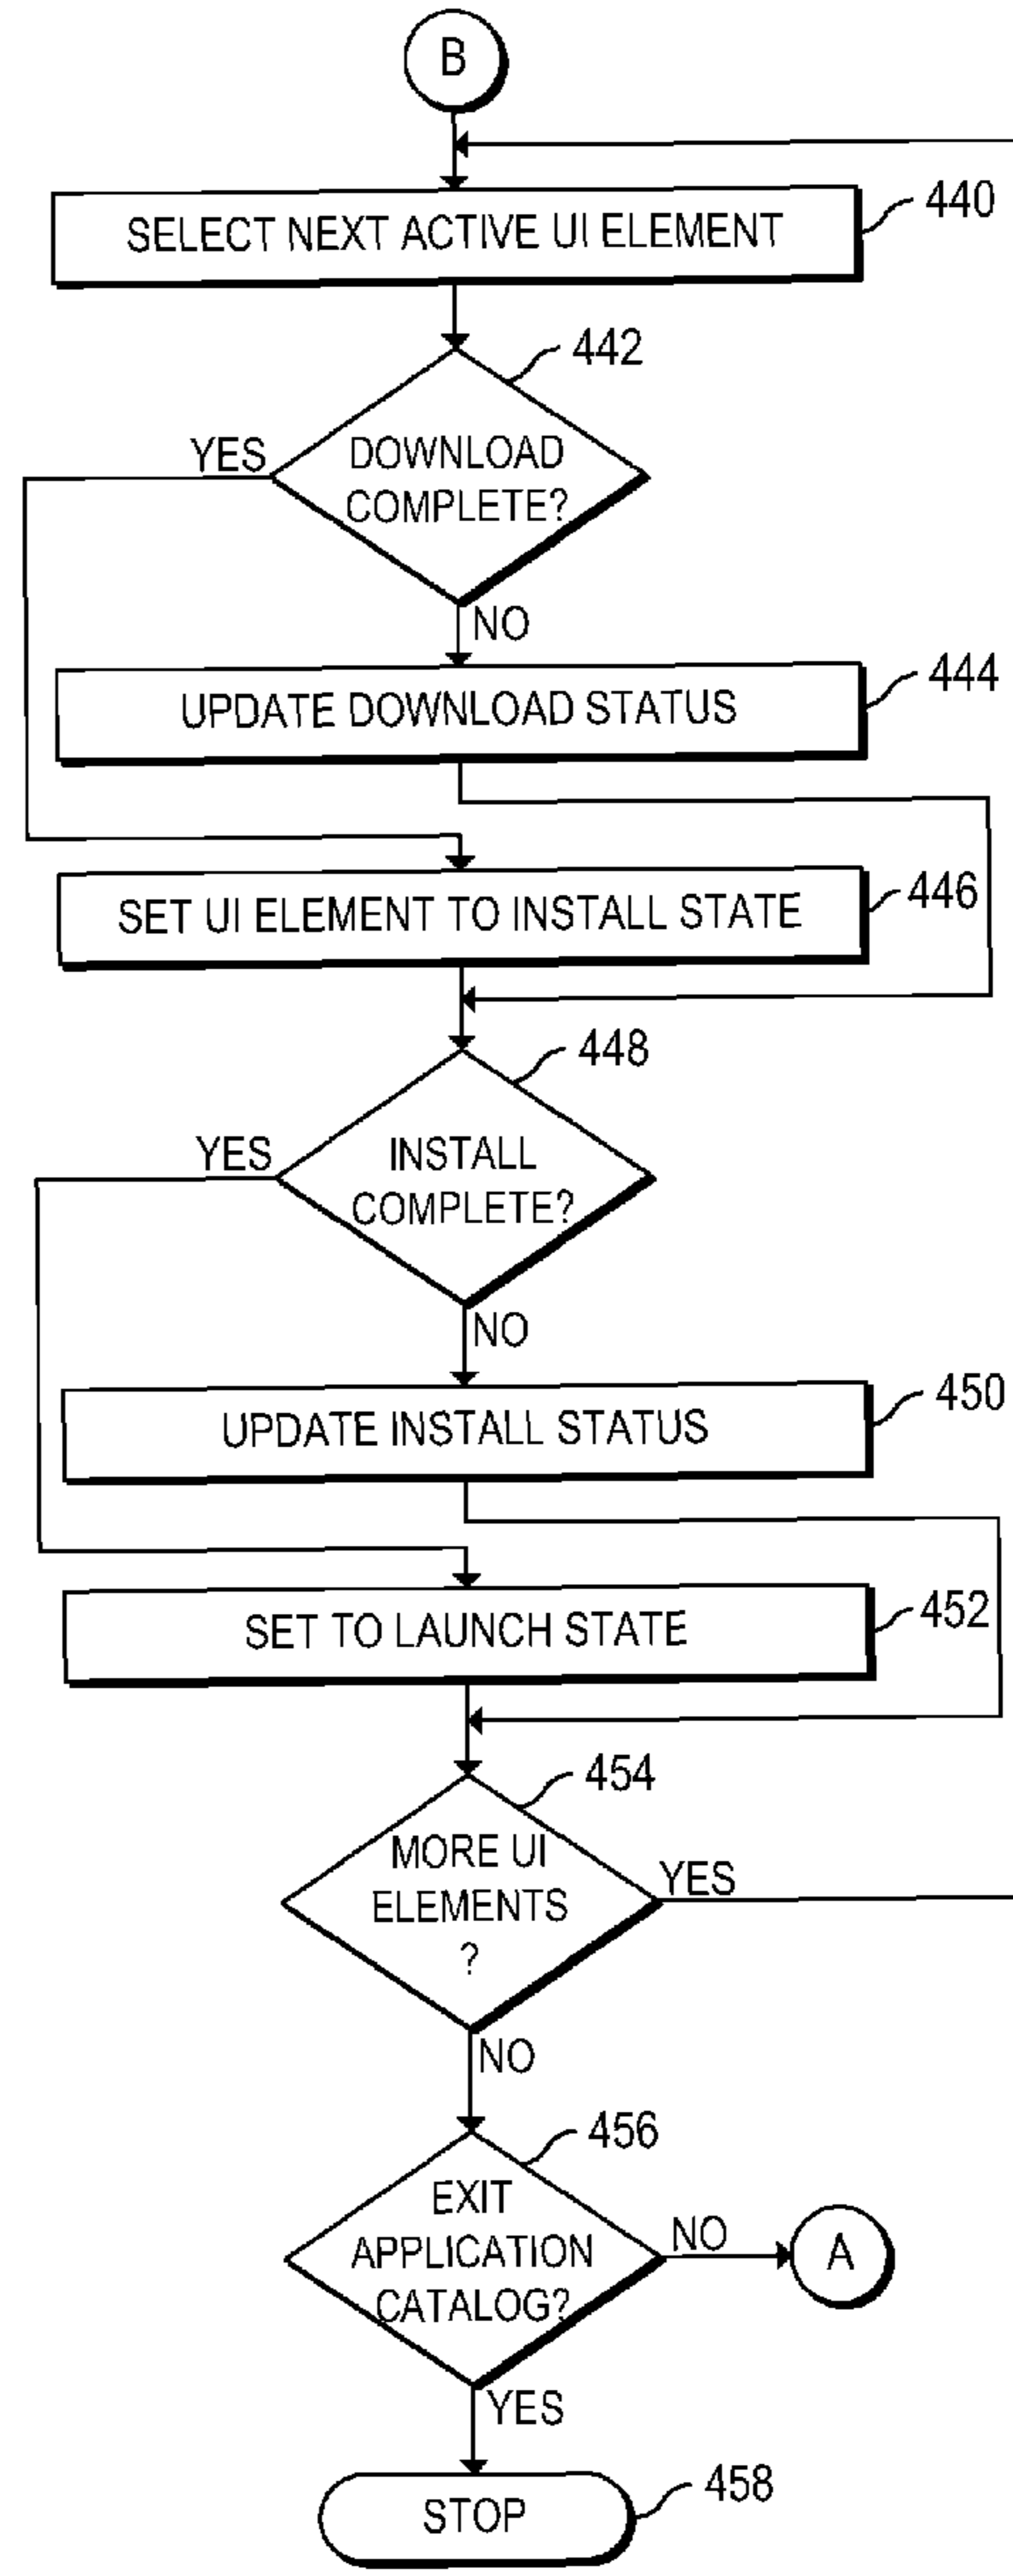 B
SELECT NEXT ACTIVE UI ELEMENT
440
442
DOWNLOAD
COMPLETE?
YES
NO
UPDATE DOWNLOAD STATUS
444
SET UI ELEMENT TO INSTALL STATE
446
448
INSTALL
COMPLETE?
YES
NO
UPDATE INSTALL STATUS
450
SET TO LAUNCH STATE
452
454
MORE UI
ELEMENTS
?
YES
NO
456
EXIT
APPLICATION
CATALOG?
NO
A
YES
STOP
458